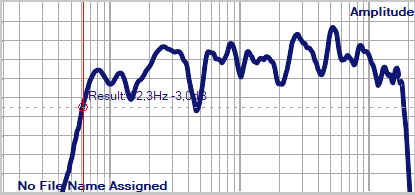 Amplitude
Result: 2,3Hz -3,0dB
No File Name Assigned